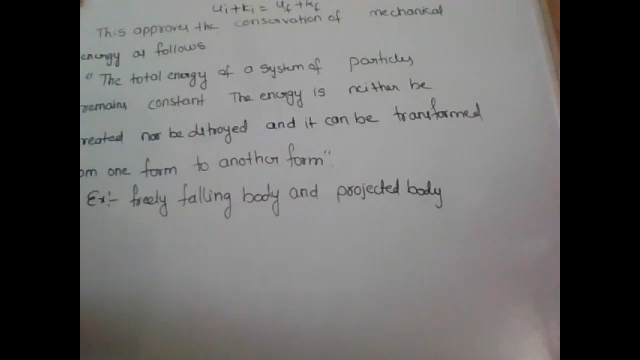 Ui + Ki = Uf + Kf
This approves the conservation of mechanical
energy as follows
" The total energy of a system of particles
remains constant The energy is neither be
created nor be ditroyed and it can be transformed
om one form to another form".
Ex:- freely falling body and projected body